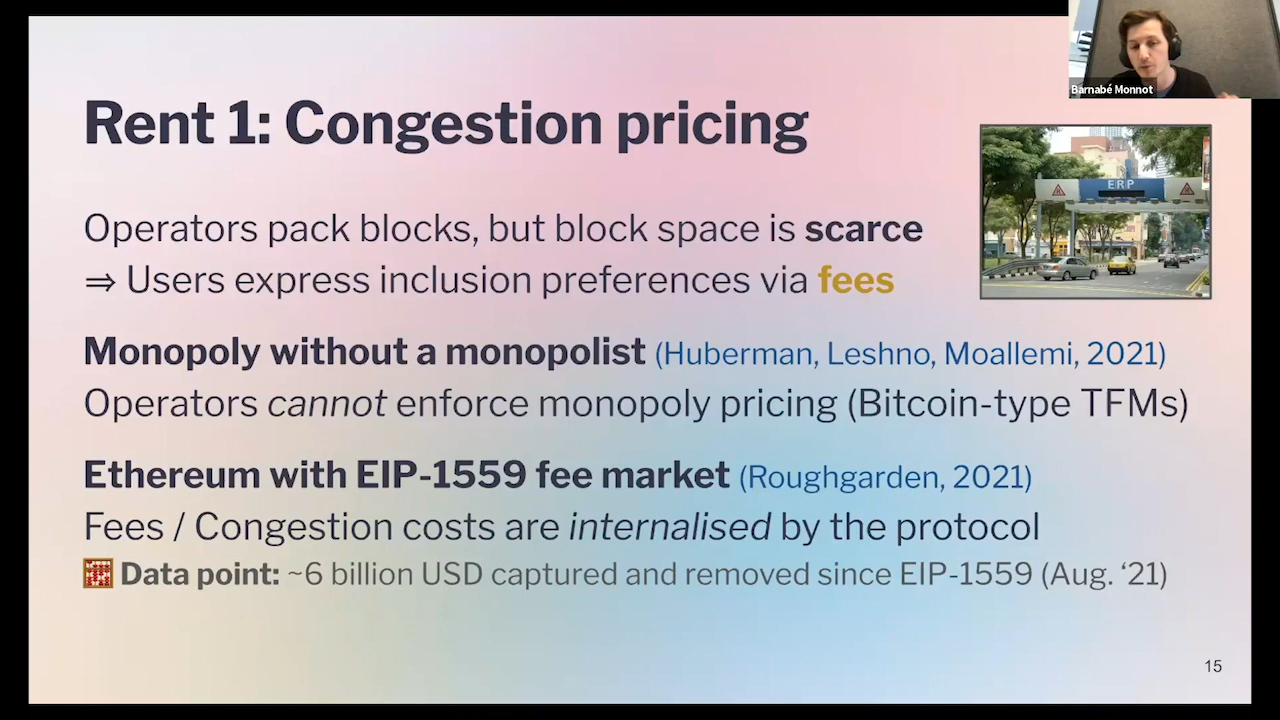 Barnabé Monnot
Rent 1: Congestion pricing
ERP
Operators pack blocks, but block space is scarce
⇒ Users express inclusion preferences via fees
Monopoly without a monopolist (Huberman, Leshno, Moallemi, 2021)
Operators cannot enforce monopoly pricing (Bitcoin-type TFMs)
Ethereum with EIP-1559 fee market (Roughgarden, 2021)
Fees / Congestion costs are internalised by the protocol
🧮 Data point: ~6 billion USD captured and removed since EIP-1559 (Aug. ‘21)
15